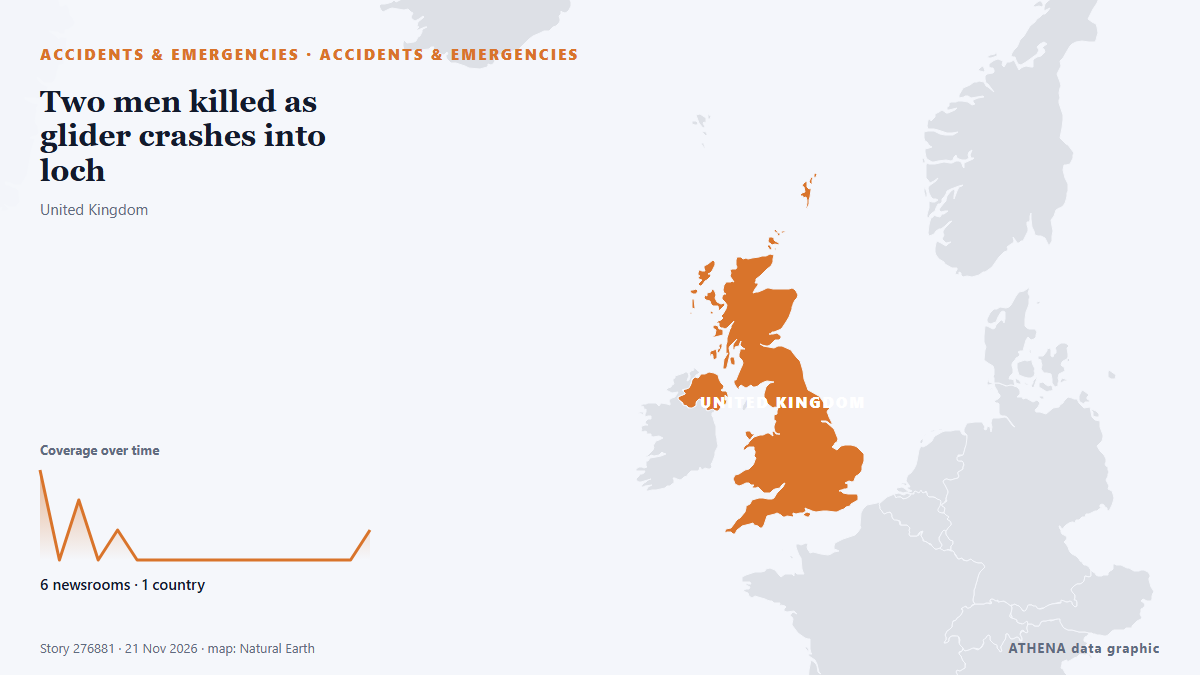 ACCIDENTS & EMERGENCIES · ACCIDENTS & EMERGENCIES
Two men killed as
glider crashes into
loch
United Kingdom
UNITED KINGDOM
Coverage over time
6 newsrooms · 1 country
Story 276881 · 21 Nov 2026 · map: Natural Earth
ATHENA data graphic